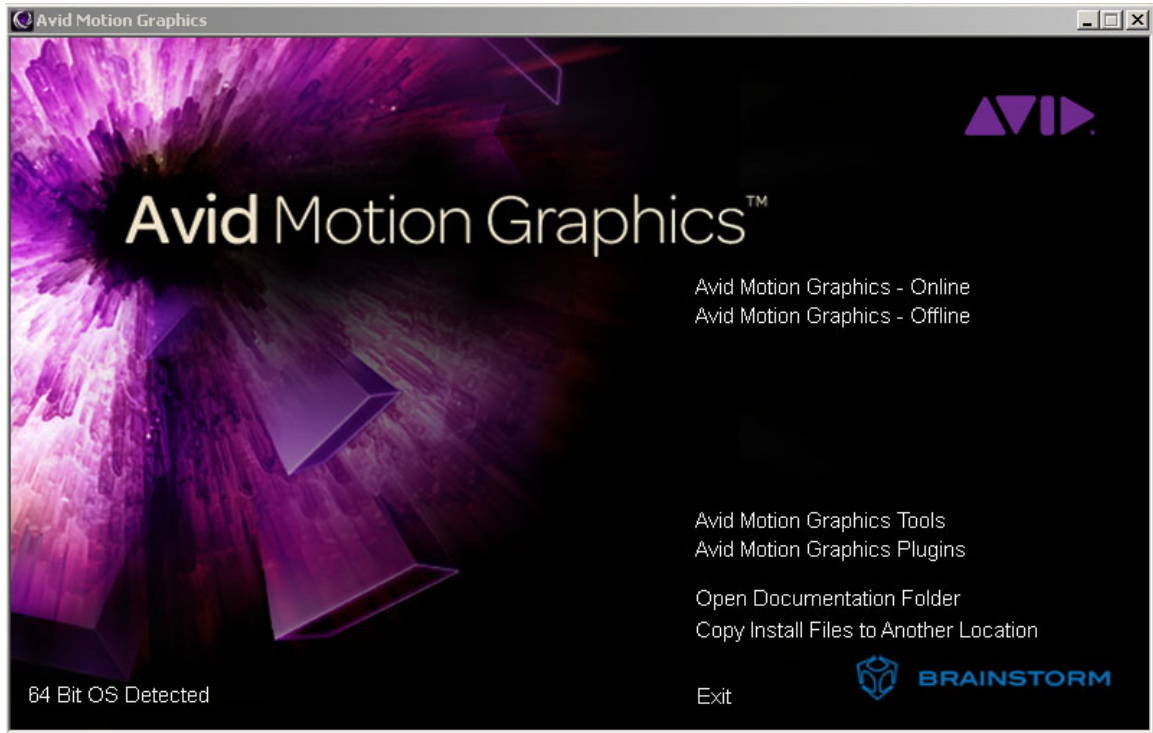 Avid Motion Graphics
AVID
Avid Motion Graphics™
Avid Motion Graphics - Online
Avid Motion Graphics - Offline
Avid Motion Graphics Tools
Avid Motion Graphics Plugins
Open Documentation Folder
Copy Install Files to Another Location
BRAINSTORM
64 Bit OS Detected
Exit